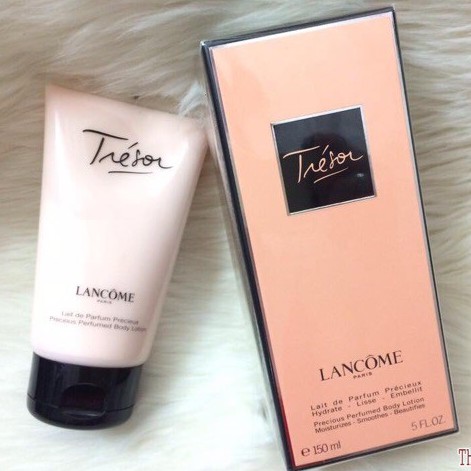 Trésor
LANCÔME
PARIS
Lait de Parfum Précieux
Precious Perfumed Body Lotion
Trésor
LANCÔME
PARIS
Lait de Parfum Précieux
Hydrate - Lisse - Embellit
Precious Perfumed Body Lotion
Moisturizes - Smoothes - Beautifies
e 150 ml
5 FL.OZ.
TH